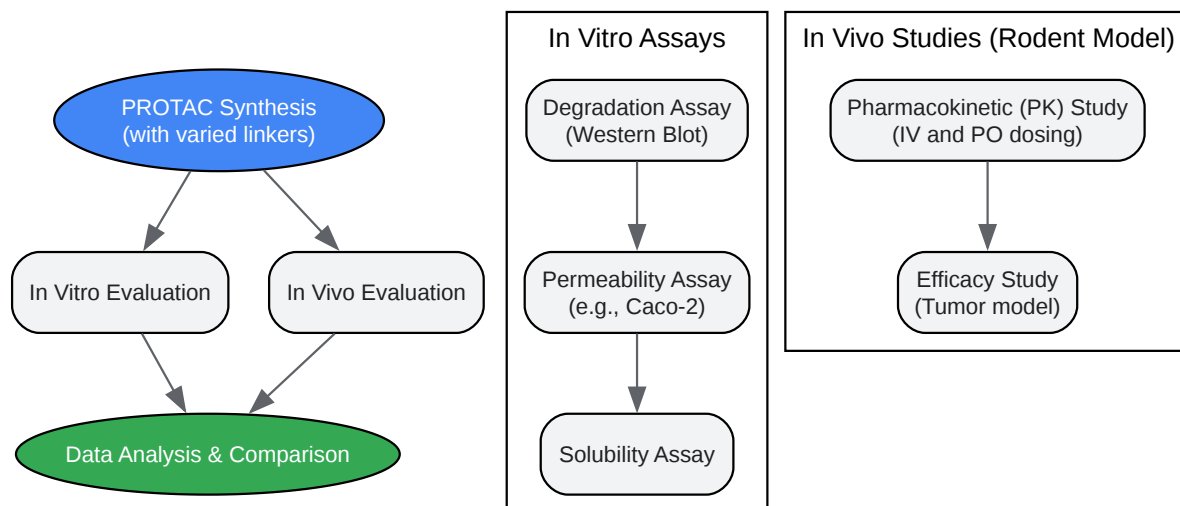 PROTAC Synthesis
(with varied linkers)
In Vitro Evaluation
In Vivo Evaluation
Data Analysis & Comparison
In Vitro Assays
Degradation Assay
(Western Blot)
Permeability Assay
(e.g., Caco-2)
Solubility Assay
In Vivo Studies (Rodent Model)
Pharmacokinetic (PK) Study
(IV and PO dosing)
Efficacy Study
(Tumor model)